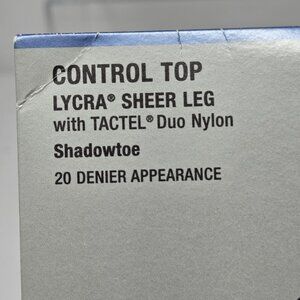 CONTROL TOP
LYCRA® SHEER LEG
with TACTEL® Duo Nylon
Shadowtoe
20 DENIER APPEARANCE